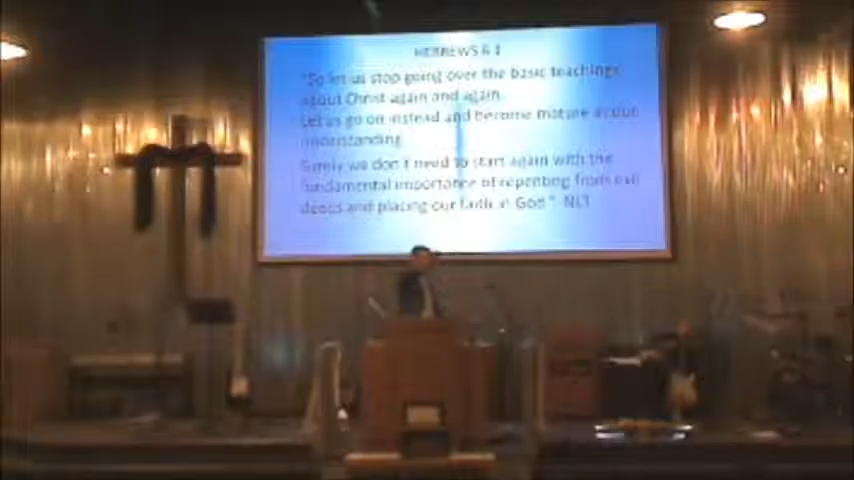 HEBREWS 6:1
"So let us stop going over the basic teachings
about Christ again and again.
Let us go on instead and become mature in our
understanding.
Surely we don't need to start again with the
fundamental importance of repenting from evil
deeds and placing our faith in God." NLT